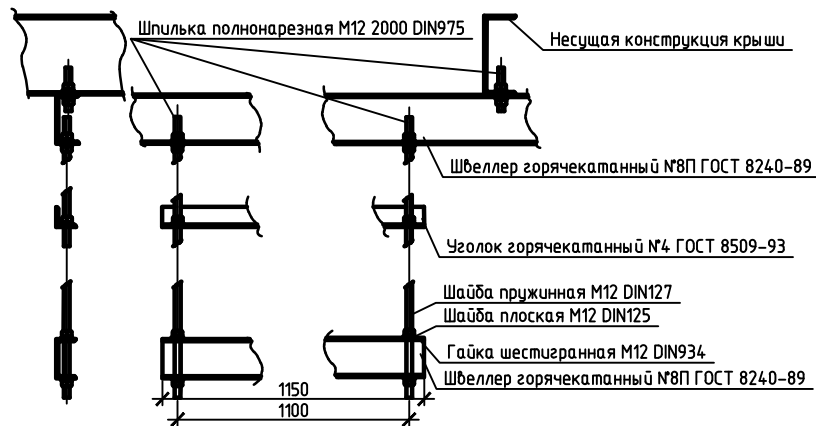 Шпилька полнонарезная М12 2000 DIN975
Несущая конструкция крыши
Швеллер горячекатанный №8П ГОСТ 8240-89
Уголок горячекатанный №4 ГОСТ 8509-93
Шайба пружинная М12 DIN127
Шайба плоская М12 DIN125
Гайка шестигранная М12 DIN934
Швеллер горячекатанный №8П ГОСТ 8240-89
1150
1100